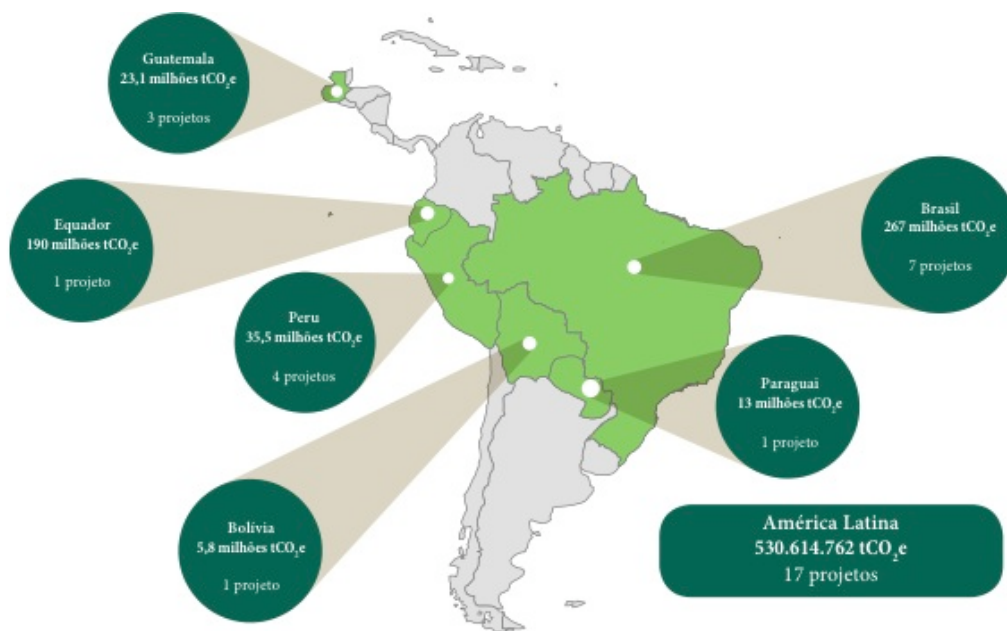 Guatemala
23,1 milhões tCO₂e
3 projetos
Equador
190 milhões tCO₂e
1 projeto
Brasil
267 milhões tCO₂e
7 projetos
Peru
35,5 milhões tCO₂e
4 projetos
Paraguai
13 milhões tCO₂e
1 projeto
Bolívia
5,8 milhões tCO₂e
1 projeto
América Latina
530.614.762 tCO₂e
17 projetos